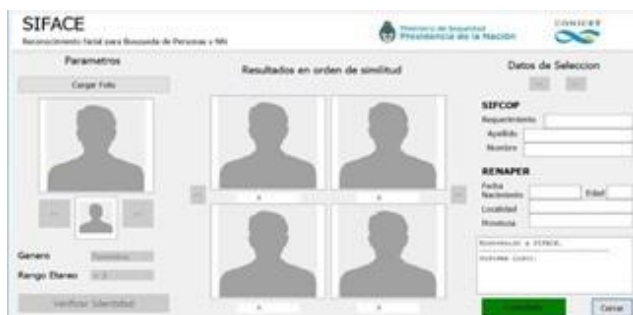 SIFACE
Reconocimiento facial para Busqueda de Personas y NN
Ministerio de Seguridad
Presidencia de la Nación
CONICET
Parametros
Cargar Foto
Resultados en orden de similitud
Datos de Seleccion
SIFCOP
Requerimiento
Apellido
Nombre
RENAPER
Fecha
Nacimiento
Edad
Localidad
Provincia
Genero
Rango Etareo
Verificar Identidad
Bienvenido a SIFACE.
Sistema Listo.
Cerrar